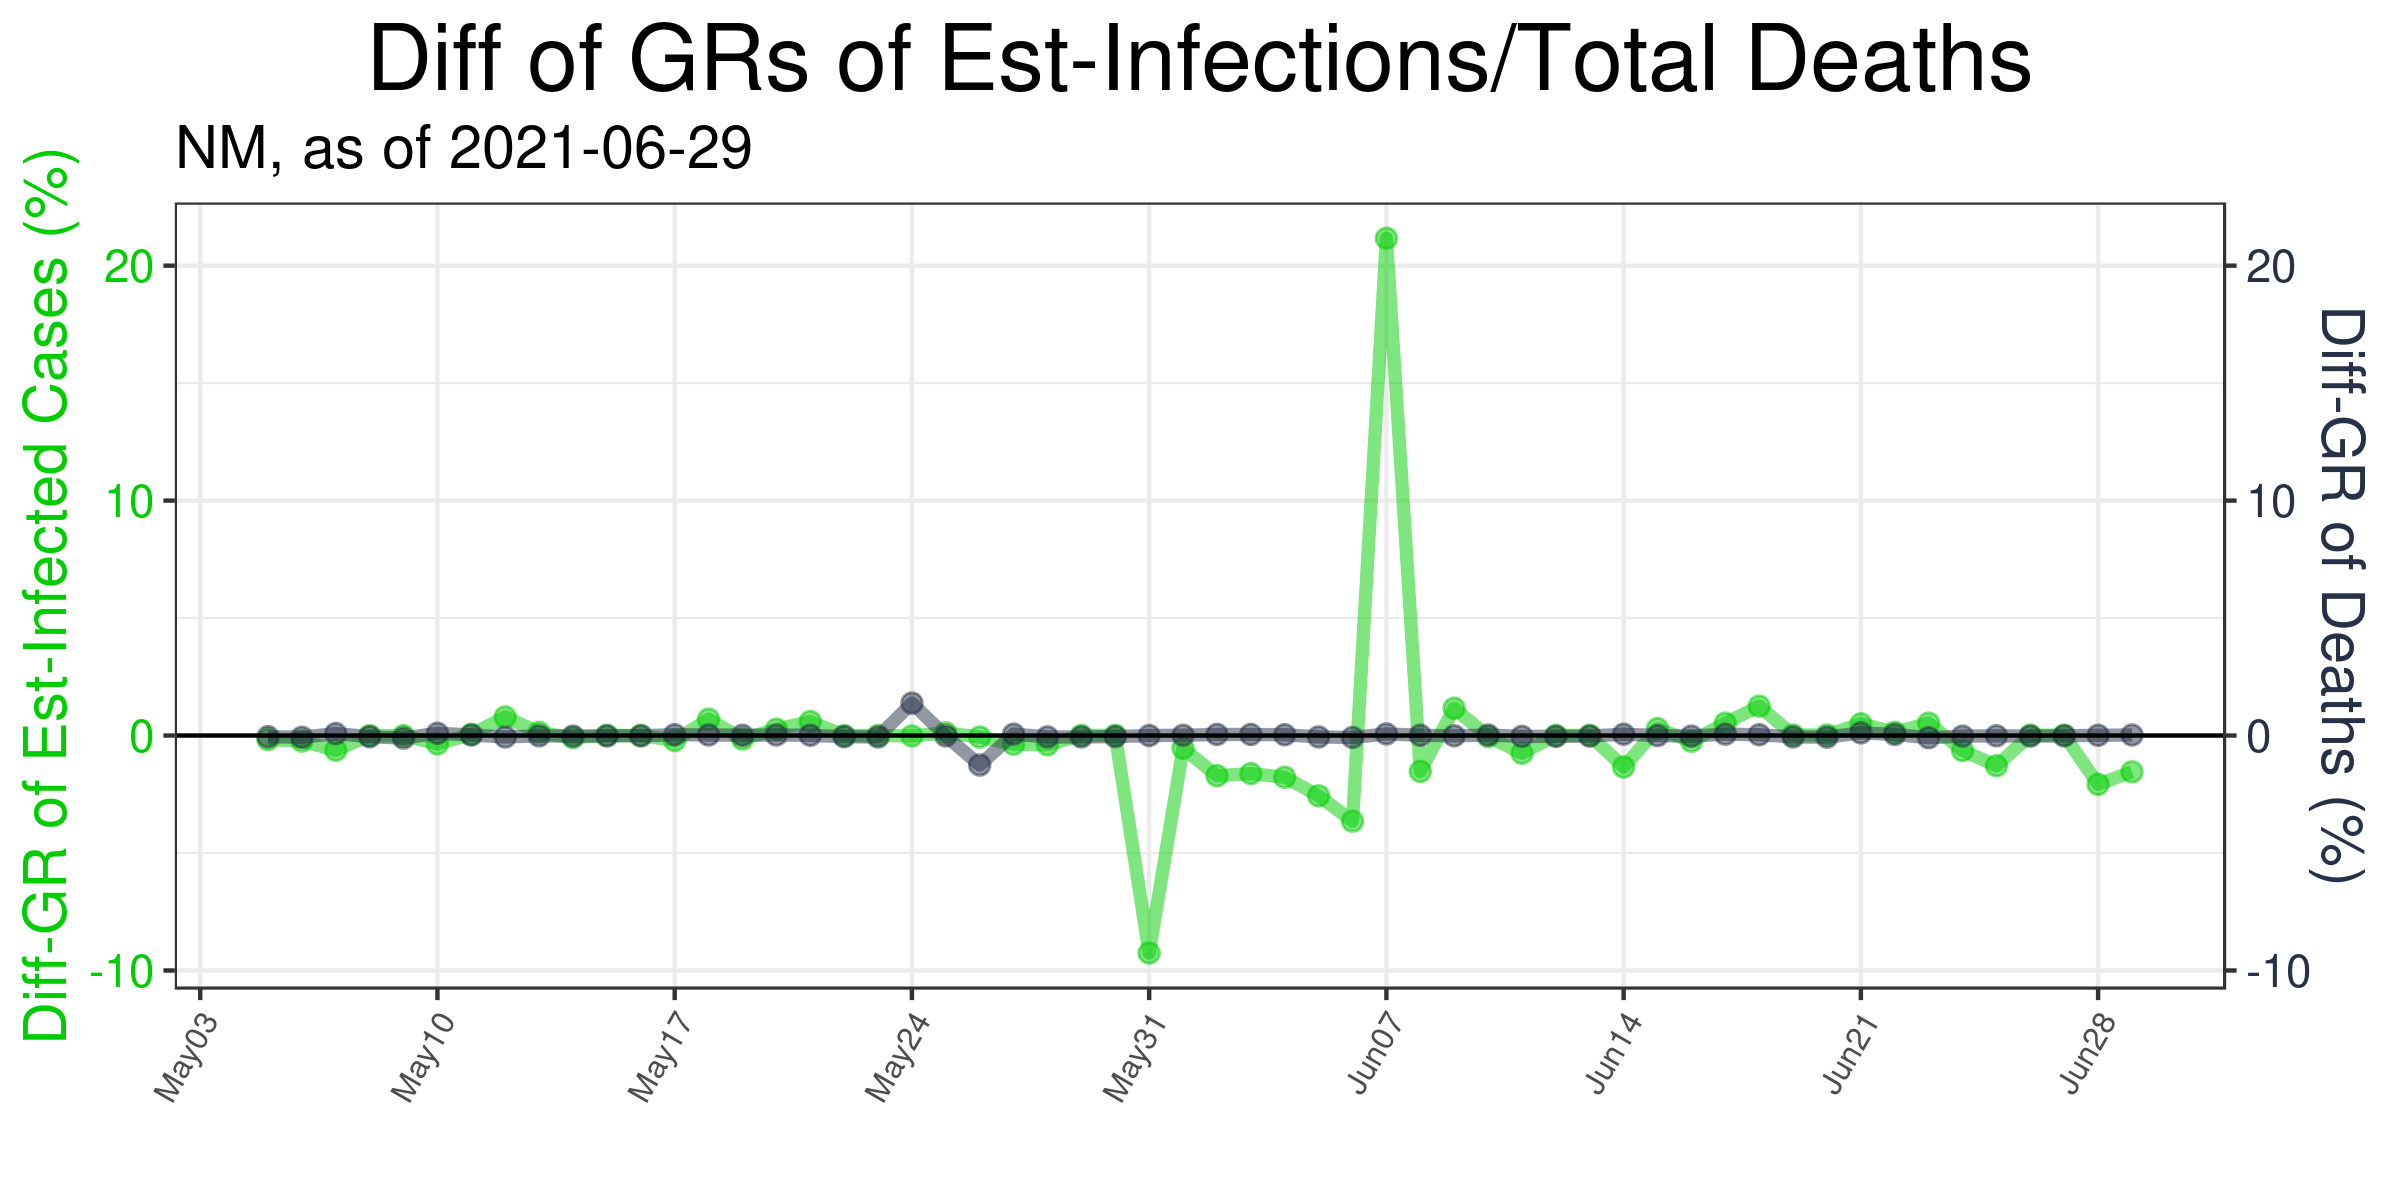 Diff of GRs of Est-Infections/Total Deaths
NM, as of 2021-06-29
Diff-GR of Est-Infected Cases (%)
20
10
0
-10
20
10
0
-10
Diff-GR of Deaths (%)
May03
May10
May17
May24
May31
Jun07
Jun14
Jun21
Jun28